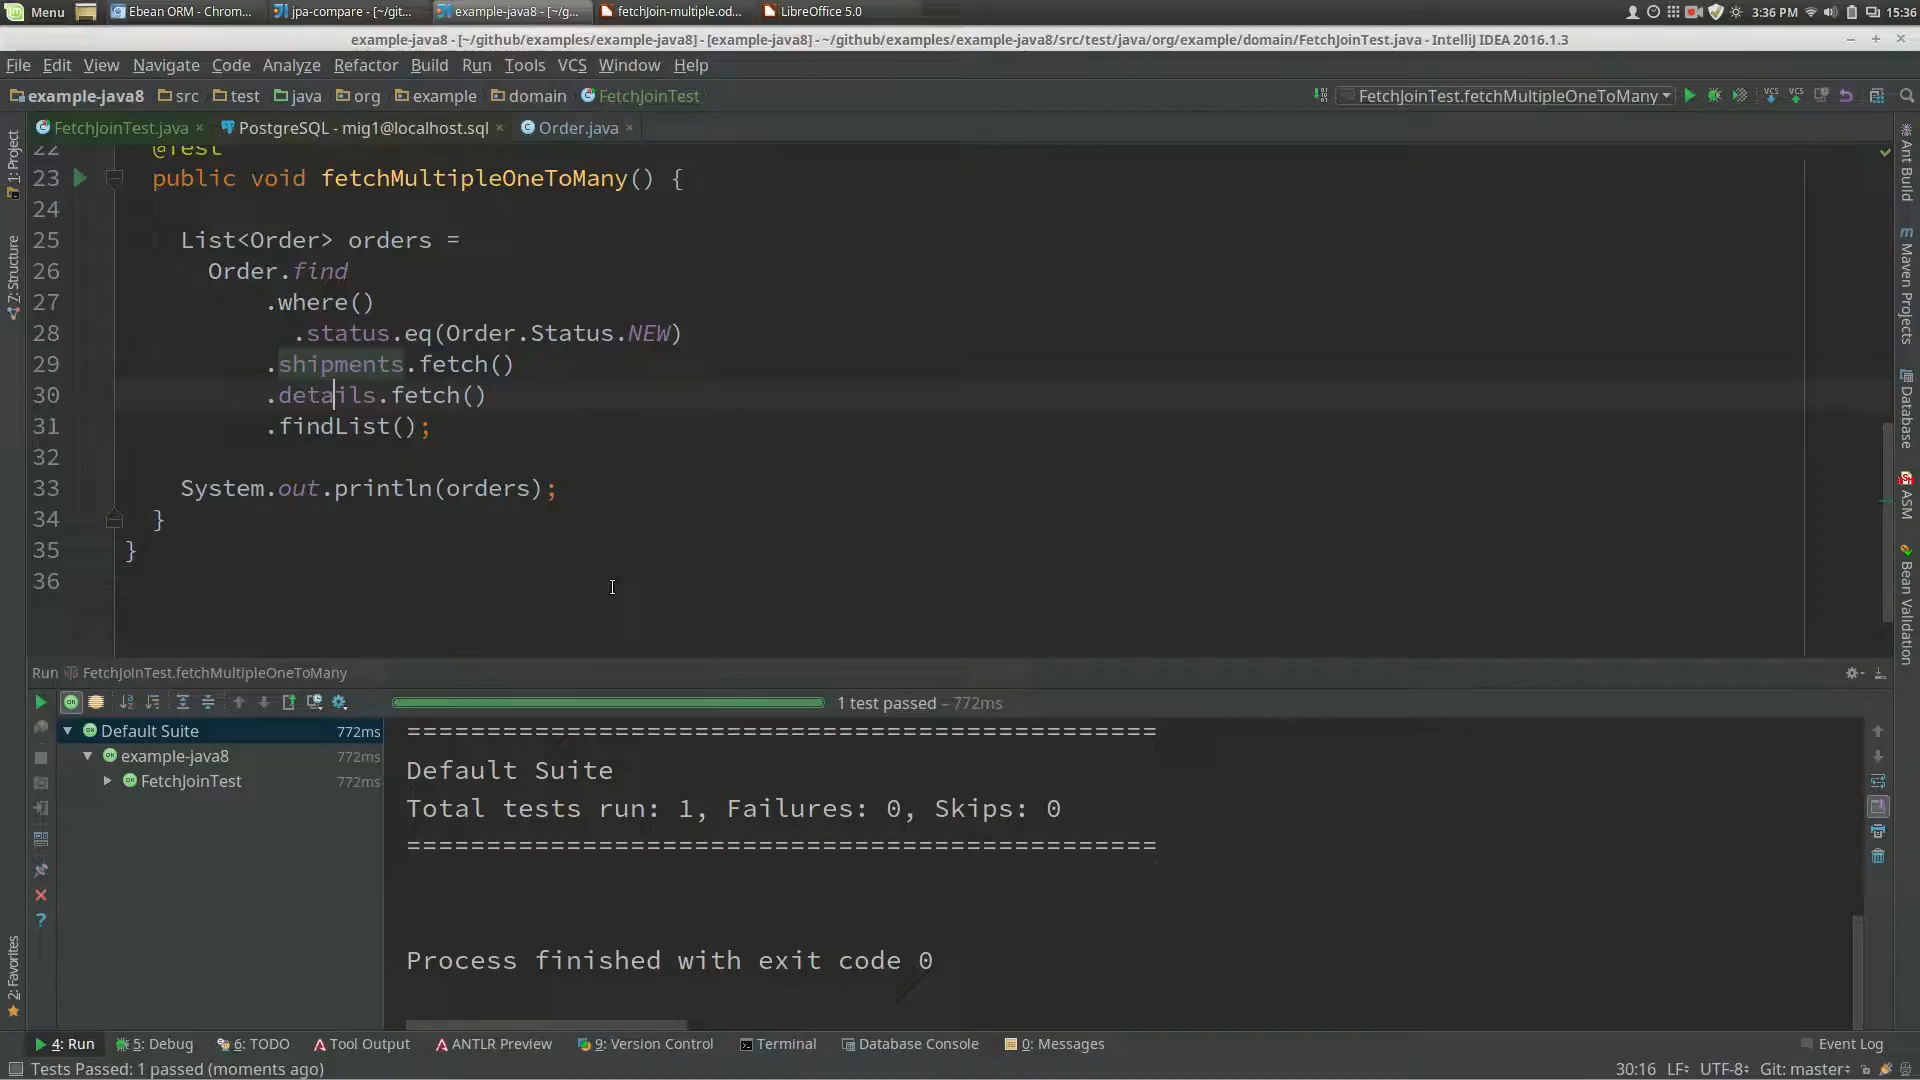 Menu
Ebean ORM - Chrom...
jpa-compare - [~/git...
example-java8 - [~/g...
fetchJoin-multiple.od...
LibreOffice 5.0
3:36 PM
15:36
example-java8 - [~/github/examples/example-java8] - [example-java8] - ~/github/examples/example-java8/src/test/java/org/example/domain/FetchJoinTest.java - IntelliJ IDEA 2016.1.3
File Edit View Navigate Code Analyze Refactor Build Run Tools VCS Window Help
example-java8 src test java org example domain FetchJoinTest
FetchJoinTest.fetchMultipleOneToMany
VCS VCS
FetchJoinTest.java
PostgreSQL - mig1@localhost.sql
Order.java
22 @Test
23 public void fetchMultipleOneToMany() {
24
25 List<Order> orders =
26 Order.find
27 .where()
28 .status.eq(Order.Status.NEW)
29 .shipments.fetch()
30 .details.fetch()
31 .findList();
32
33 System.out.println(orders);
34 }
35 }
36
1: Project
7: Structure
2: Favorites
Ant Build
Maven Projects
Database
ASM
Bean Validation
Run FetchJoinTest.fetchMultipleOneToMany
1 test passed – 772ms
Default Suite 772ms
example-java8 772ms
FetchJoinTest 772ms
===============================================
Default Suite
Total tests run: 1, Failures: 0, Skips: 0
===============================================
Process finished with exit code 0
4: Run 5: Debug 6: TODO Tool Output ANTLR Preview 9: Version Control Terminal Database Console 0: Messages Event Log
Tests Passed: 1 passed (moments ago)
30:16 LF÷ UTF-8÷ Git: master÷